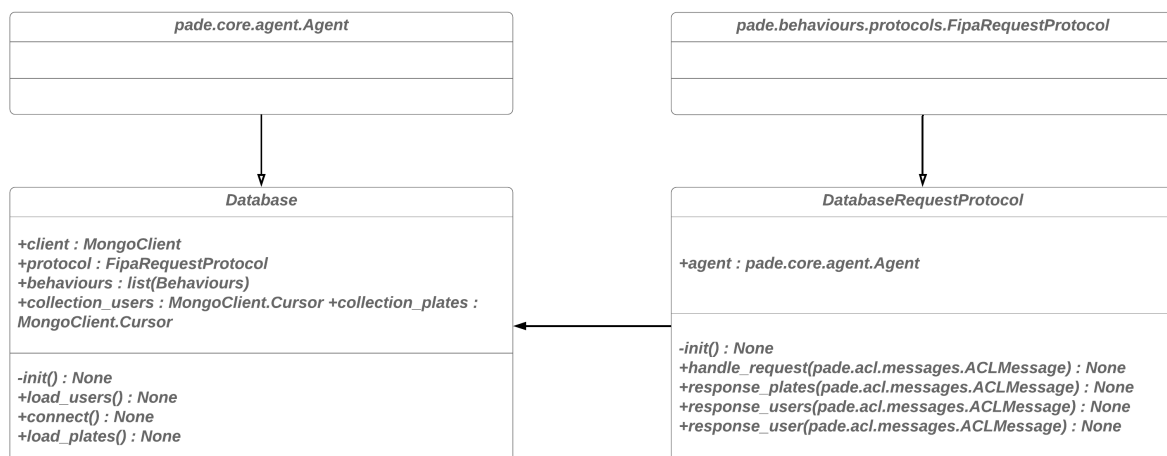 pade.core.agent.Agent
pade.behaviours.protocols.FipaRequestProtocol
Database
+client : MongoClient
+protocol : FipaRequestProtocol
+behaviours : list(Behaviours)
+collection_users : MongoClient.Cursor +collection_plates :
MongoClient.Cursor
-init() : None
+load_users() : None
+connect() : None
+load_plates() : None
DatabaseRequestProtocol
+agent : pade.core.agent.Agent
-init() : None
+handle_request(pade.acl.messages.ACLMessage) : None
+response_plates(pade.acl.messages.ACLMessage) : None
+response_users(pade.acl.messages.ACLMessage) : None
+response_user(pade.acl.messages.ACLMessage) : None